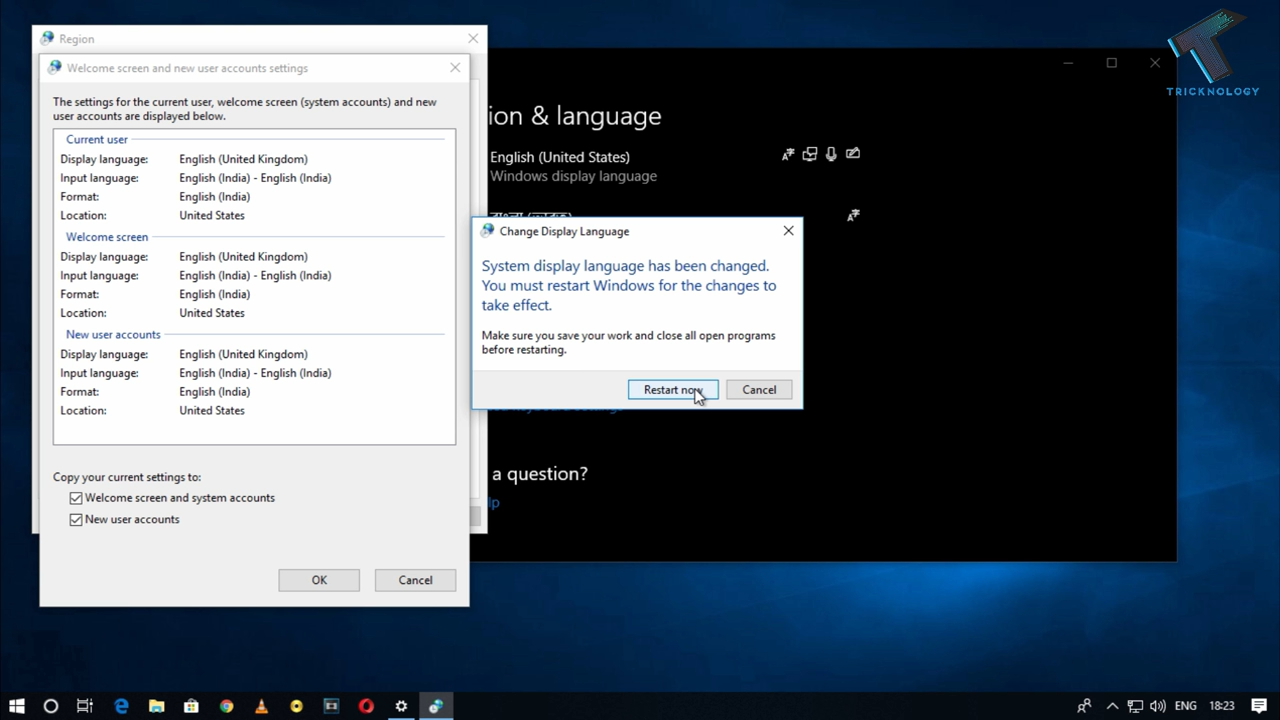 Region
Welcome screen and new user accounts settings
The settings for the current user, welcome screen (system accounts) and new
user accounts are displayed below.
Current user
Display language: English (United Kingdom)
Input language: English (India) - English (India)
Format: English (India)
Location: United States
Welcome screen
Display language: English (United Kingdom)
Input language: English (India) - English (India)
Format: English (India)
Location: United States
New user accounts
Display language: English (United Kingdom)
Input language: English (India) - English (India)
Format: English (India)
Location: United States
Copy your current settings to:
Welcome screen and system accounts
New user accounts
OK Cancel
ion & language
English (United States)
Windows display language
Change Display Language
System display language has been changed.
You must restart Windows for the changes to
take effect.
Make sure you save your work and close all open programs
before restarting.
Restart now Cancel
a question?
lp
TRICKNOLOGY
ENG 18:23